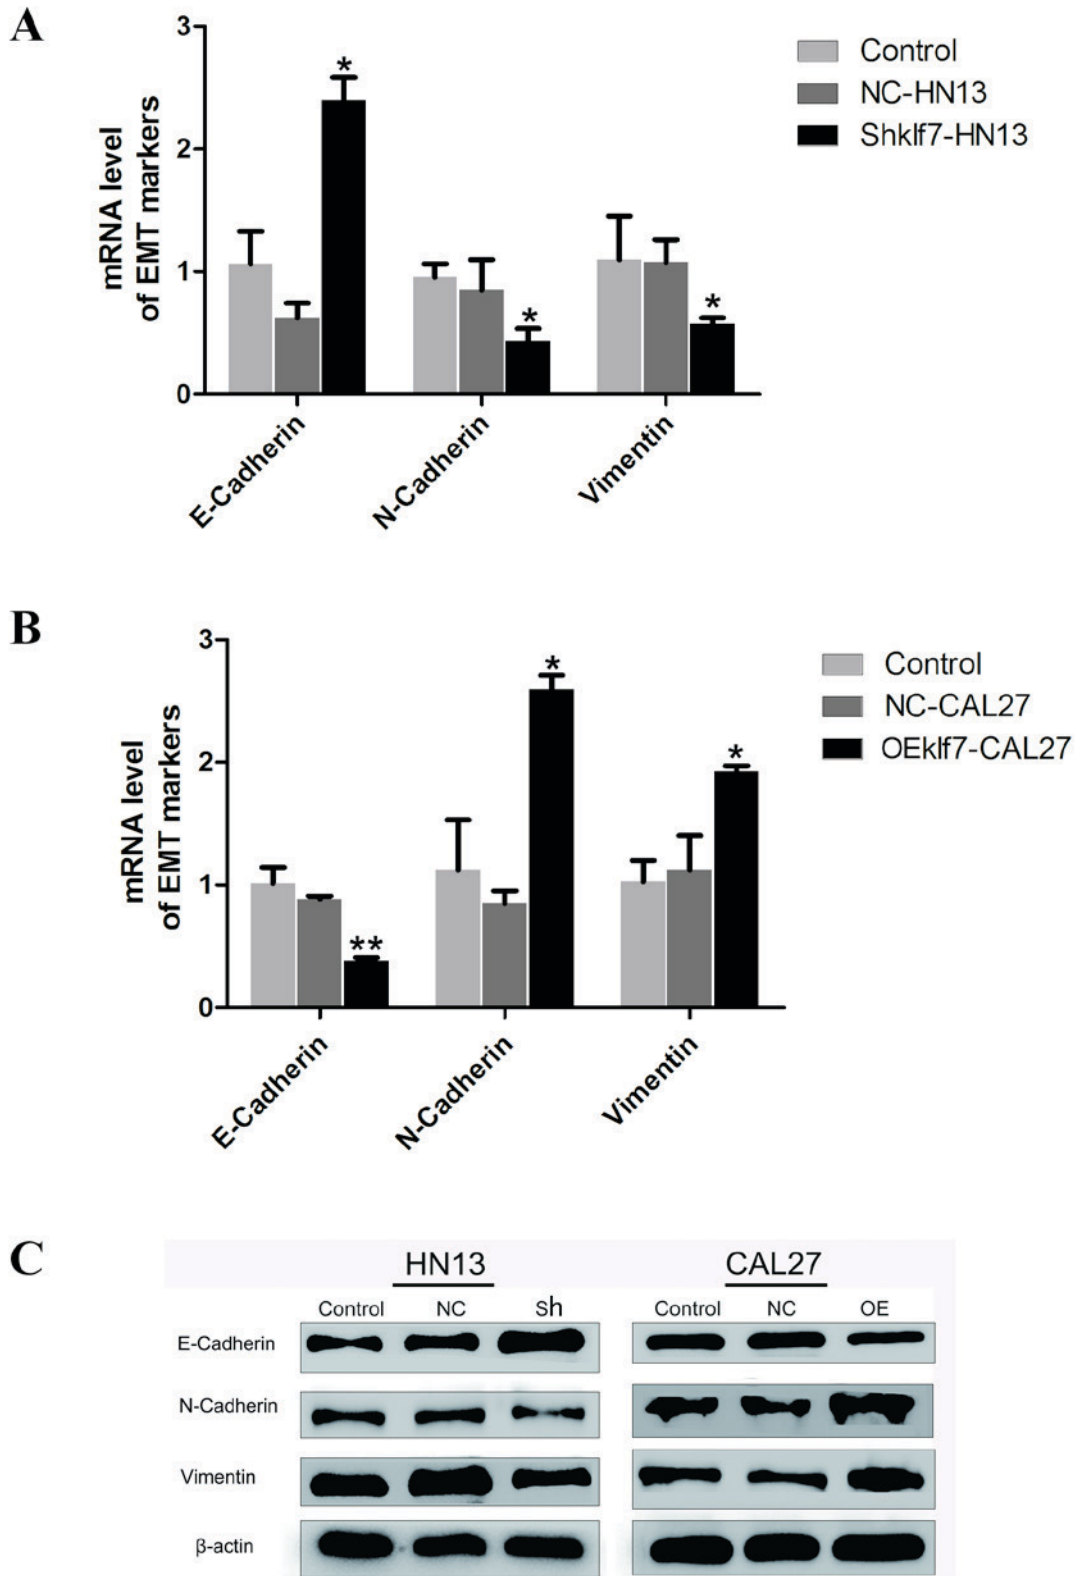 A
3
2
1
0
mRNA level
of EMT markers
*
*
*
E-Cadherin
N-Cadherin
Vimentin
Control
NC-HN13
Shklf7-HN13
B
3
2
1
0
mRNA level
of EMT markers
**
*
*
E-Cadherin
N-Cadherin
Vimentin
Control
NC-CAL27
OEklf7-CAL27
C
HN13
CAL27
Control NC Sh
Control NC OE
E-Cadherin
N-Cadherin
Vimentin
β-actin